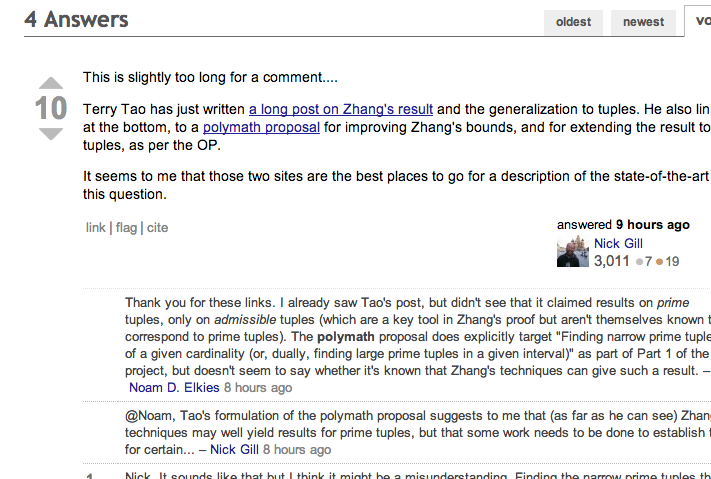 4 Answers
oldest
newest
vo
This is slightly too long for a comment....
10
Terry Tao has just written a long post on Zhang's result and the generalization to tuples. He also lin
at the bottom, to a polymath proposal for improving Zhang's bounds, and for extending the result to
tuples, as per the OP.
It seems to me that those two sites are the best places to go for a description of the state-of-the-art
this question.
link | flag | cite
answered 9 hours ago
Nick Gill
3,011 ●7 ●19
Thank you for these links. I already saw Tao's post, but didn't see that it claimed results on prime
tuples, only on admissible tuples (which are a key tool in Zhang's proof but aren't themselves known t
correspond to prime tuples). The polymath proposal does explicitly target "Finding narrow prime tuple
of a given cardinality (or, dually, finding large prime tuples in a given interval)" as part of Part 1 of the
project, but doesn't seem to say whether it's known that Zhang's techniques can give such a result. –
Noam D. Elkies 8 hours ago
@Noam, Tao's formulation of the polymath proposal suggests to me that (as far as he can see) Zhang
techniques may well yield results for prime tuples, but that some work needs to be done to establish t
for certain... – Nick Gill 8 hours ago
1
Nick, It sounds like that but I think it might be a misunderstanding. Finding the narrow prime tuples th